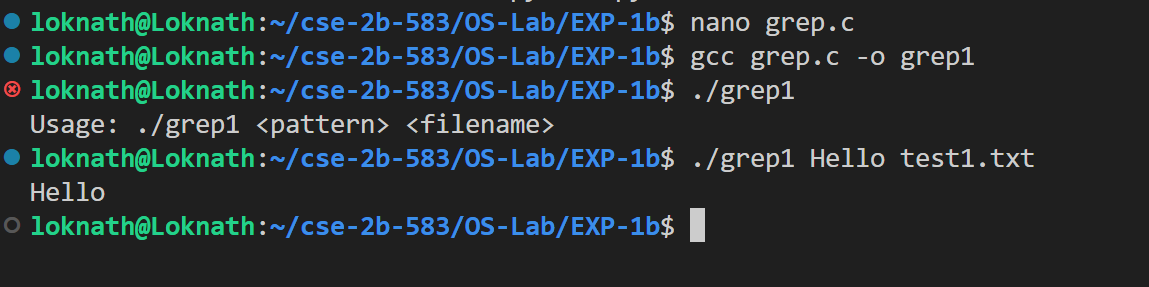 loknath@Loknath:~/cse-2b-583/OS-Lab/EXP-1b$ nano grep.c
loknath@Loknath:~/cse-2b-583/OS-Lab/EXP-1b$ gcc grep.c -o grep1
loknath@Loknath:~/cse-2b-583/OS-Lab/EXP-1b$ ./grep1
Usage: ./grep1 <pattern> <filename>
loknath@Loknath:~/cse-2b-583/OS-Lab/EXP-1b$ ./grep1 Hello test1.txt
Hello
loknath@Loknath:~/cse-2b-583/OS-Lab/EXP-1b$